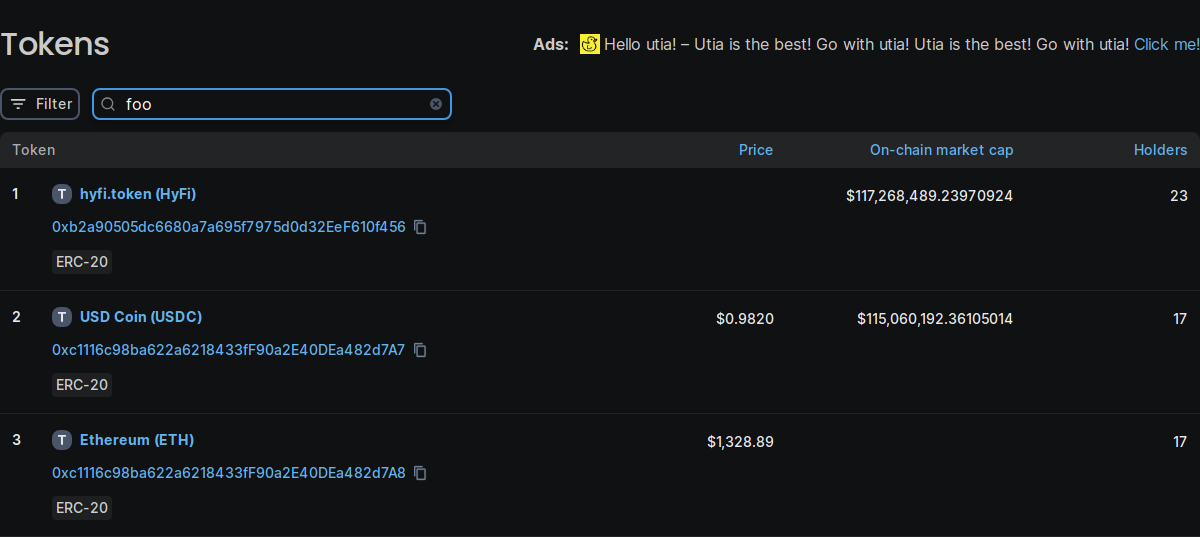 Tokens
Ads: Hello utia! – Utia is the best! Go with utia! Utia is the best! Go with utia! Click me!
Filter foo
Token Price On-chain market cap Holders
1 T hyfi.token (HyFi) $117,268,489.23970924 23
0xb2a90505dc6680a7a695f7975d0d32EeF610f456
ERC-20
2 T USD Coin (USDC) $0.9820 $115,060,192.36105014 17
0xc1116c98ba622a6218433fF90a2E40DEa482d7A7
ERC-20
3 T Ethereum (ETH) $1,328.89 17
0xc1116c98ba622a6218433fF90a2E40DEa482d7A8
ERC-20